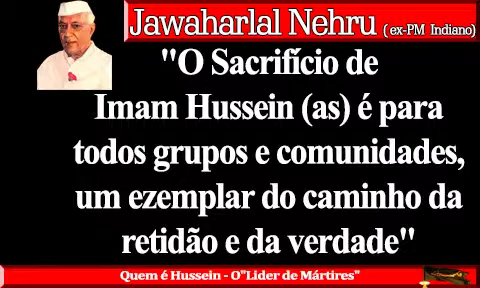 Jawaharlal Nehru ( ex-PM Indiano)
"O Sacrifício de
Imam Hussein (as) é para
todos grupos e comunidades,
um ezemplar do caminho da
retidão e da verdade"
Quem é Hussein - O"Lider de Mártires"